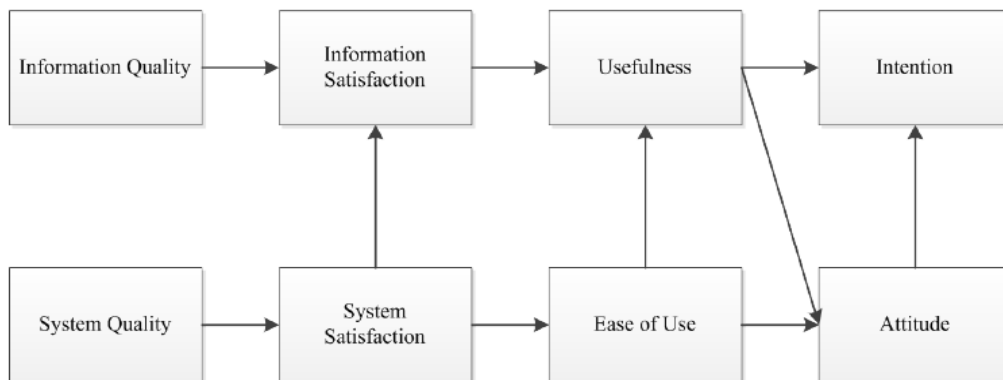 Information Quality
Information
Satisfaction
Usefulness
Intention
System Quality
System
Satisfaction
Ease of Use
Attitude